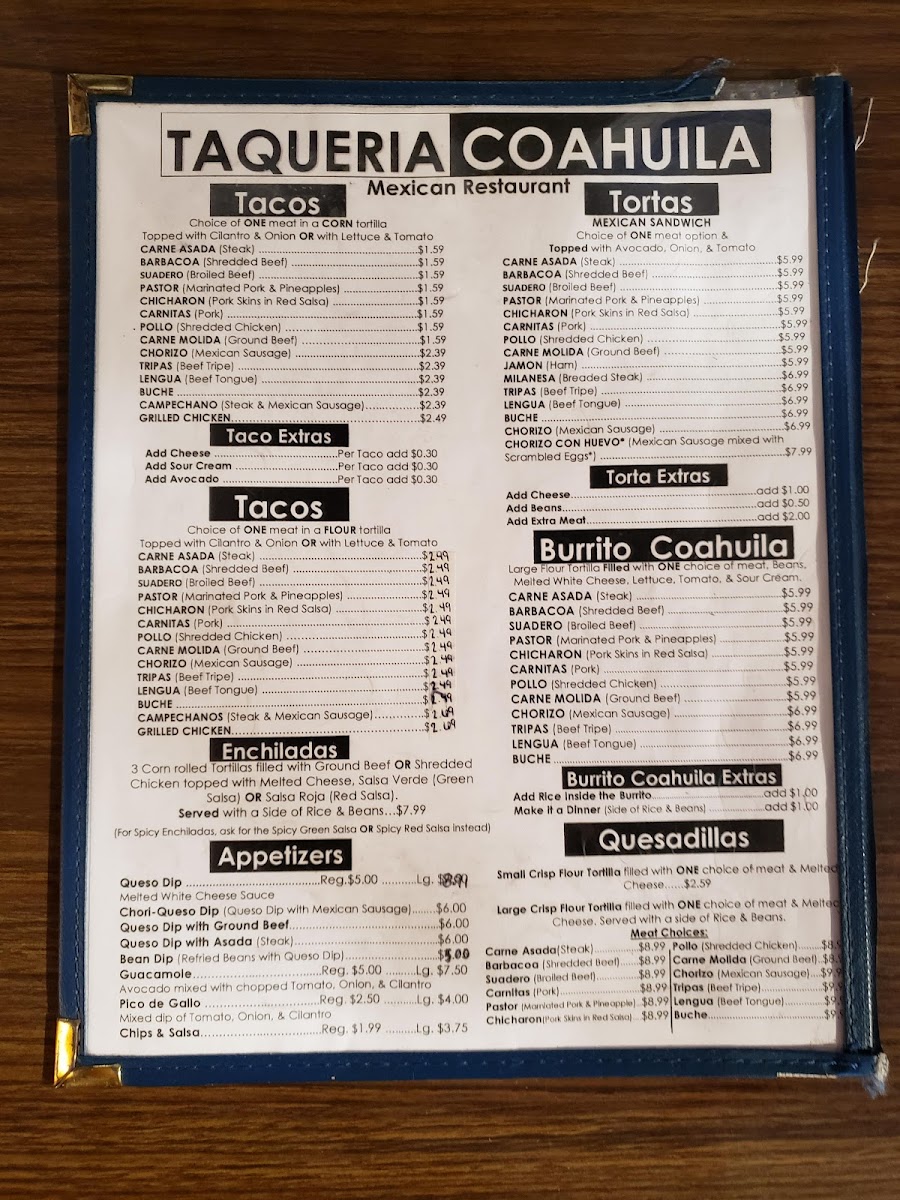 TAQUERIA COAHUILA
Mexican Restaurant
Tacos
Choice of ONE meat in a CORN tortilla
Topped with Cilantro & Onion OR with Lettuce & Tomato
CARNE ASADA (Steak) ..... $1.59
BARBACOA (Shredded Beef) ..... $1.59
SUADERO (Broiled Beef) ..... $1.59
PASTOR (Marinated Pork & Pineapples) ..... $1.59
CHICHARON (Pork Skins in Red Salsa) ..... $1.59
CARNITAS (Pork) ..... $1.59
POLLO (Shredded Chicken) ..... $1.59
CARNE MOLIDA (Ground Beef) ..... $1.59
CHORIZO (Mexican Sausage) ..... $2.39
TRIPAS (Beef Tripe) ..... $2.39
LENGUA (Beef Tongue) ..... $2.39
BUCHE ..... $2.39
CAMPECHANO (Steak & Mexican Sausage) ..... $2.39
GRILLED CHICKEN ..... $2.49
Taco Extras
Add Cheese ..... Per Taco add $0.30
Add Sour Cream ..... Per Taco add $0.30
Add Avocado ..... Per Taco add $0.30
Tacos
Choice of ONE meat in a FLOUR tortilla
Topped with Cilantro & Onion OR with Lettuce & Tomato
CARNE ASADA (Steak) ..... $2.49
BARBACOA (Shredded Beef) ..... $2.49
SUADERO (Broiled Beef) ..... $2.49
PASTOR (Marinated Pork & Pineapples) ..... $2.49
CHICHARON (Pork Skins in Red Salsa) ..... $2.49
CARNITAS (Pork) ..... $2.49
POLLO (Shredded Chicken) ..... $2.49
CARNE MOLIDA (Ground Beef) ..... $2.49
CHORIZO (Mexican Sausage) ..... $2.49
TRIPAS (Beef Tripe) ..... $2.49
LENGUA (Beef Tongue) ..... $2.49
BUCHE ..... $2.49
CAMPECHANOS (Steak & Mexican Sausage) ..... $2.69
GRILLED CHICKEN ..... $2.69
Enchiladas
3 Corn rolled Tortillas filled with Ground Beef OR Shredded
Chicken topped with Melted Cheese, Salsa Verde (Green
Salsa) OR Salsa Roja (Red Salsa).
Served with a Side of Rice & Beans...$7.99
(For Spicy Enchiladas, ask for the Spicy Green Salsa OR Spicy Red Salsa instead)
Appetizers
Queso Dip ..... Reg.$5.00 ..... Lg.
Melted White Cheese Sauce
Chori-Queso Dip (Queso Dip with Mexican Sausage) ..... $6.00
Queso Dip with Ground Beef ..... $6.00
Queso Dip with Asada (Steak) ..... $6.00
Bean Dip (Refried Beans with Queso Dip) ..... $5.00
Guacamole ..... Reg. $5.00 ..... Lg. $7.50
Avocado mixed with chopped Tomato, Onion, & Cilantro
Pico de Gallo ..... Reg. $2.50 ..... Lg. $4.00
Mixed dip of Tomato, Onion, & Cilantro
Chips & Salsa ..... Reg. $1.99 ..... Lg. $3.75
Tortas
MEXICAN SANDWICH
Choice of ONE meat option &
Topped with Avocado, Onion, & Tomato
CARNE ASADA (Steak) ..... $5.99
BARBACOA (Shredded Beef) ..... $5.99
SUADERO (Broiled Beef) ..... $5.99
PASTOR (Marinated Pork & Pineapples) ..... $5.99
CHICHARON (Pork Skins in Red Salsa) ..... $5.99
CARNITAS (Pork) ..... $5.99
POLLO (Shredded Chicken) ..... $5.99
CARNE MOLIDA (Ground Beef) ..... $5.99
JAMON (Ham) ..... $5.99
MILANESA (Breaded Steak) ..... $6.99
TRIPAS (Beef Tripe) ..... $6.99
LENGUA (Beef Tongue) ..... $6.99
BUCHE ..... $6.99
CHORIZO (Mexican Sausage) ..... $6.99
CHORIZO CON HUEVO* (Mexican Sausage mixed with
Scrambled Eggs*) ..... $7.99
Torta Extras
Add Cheese ..... add $1.00
Add Beans ..... add $0.50
Add Extra Meat ..... add $2.00
Burrito Coahuila
Large Flour Tortilla Filled with ONE choice of meat, Beans,
Melted White Cheese, Lettuce, Tomato, & Sour Cream.
CARNE ASADA (Steak) ..... $5.99
BARBACOA (Shredded Beef) ..... $5.99
SUADERO (Broiled Beef) ..... $5.99
PASTOR (Marinated Pork & Pineapples) ..... $5.99
CHICHARON (Pork Skins in Red Salsa) ..... $5.99
CARNITAS (Pork) ..... $5.99
POLLO (Shredded Chicken) ..... $5.99
CARNE MOLIDA (Ground Beef) ..... $5.99
CHORIZO (Mexican Sausage) ..... $6.99
TRIPAS (Beef Tripe) ..... $6.99
LENGUA (Beef Tongue) ..... $6.99
BUCHE ..... $6.99
Burrito Coahuila Extras
Add Rice Inside the Burrito ..... add $1.00
Make it a Dinner (Side of Rice & Beans) ..... add $1.00
Quesadillas
Small Crisp Flour Tortilla filled with ONE choice of meat & Melted
Cheese......$2.59
Large Crisp Flour Tortilla filled with ONE choice of meat & Melted
Cheese. Served with a side of Rice & Beans.
Meat Choices:
Carne Asada(Steak) ..... $8.99
Barbacoa (Shredded Beef) ..... $8.99
Suadero (Broiled Beef) ..... $8.99
Carnitas (Pork) ..... $8.99
Pastor (Marniated Pork & Pineapple) ... $8.99
Chicharon(Pork Skins in Red Salsa) .... $8.99
Pollo (Shredded Chicken) ..... $8.
Carne Molida (Ground Beef) .. $8.
Chorizo (Mexican Sausage) .... $9.
Tripas (Beef Tripe) ..... $9.
Lengua (Beef Tongue) ..... $9.
Buche ..... $9